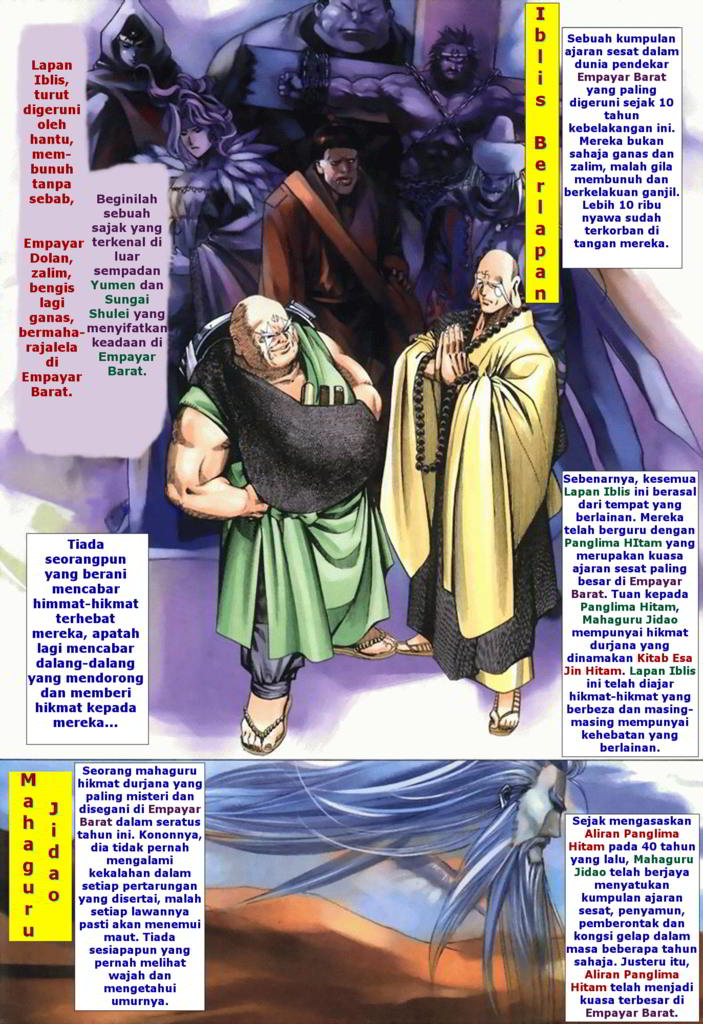 Lapan
Iblis,
turut
digeruni
oleh
hantu,
mem-
bunuh
tanpa
sebab,
Empayar
Dolan,
zalim,
bengis
lagi
ganas,
bermaha-
rajalela
di
Empayar
Barat.
Beginilah
sebuah
sajak yang
terkenal di
luar
sempadan
Yumen dan
Sungai
Shulei yang
menyifatkan
keadaan di
Empayar
Barat.
Iblis Berlapan
Sebuah kumpulan
ajaran sesat dalam
dunia pendekar
Empayar Barat
yang paling
digeruni sejak 10
tahun
kebelakangan ini.
Mereka bukan
sahaja ganas dan
zalim, malah gila
membunuh dan
berkelakuan ganjil.
Lebih 10 ribu
nyawa sudah
terkorban di
tangan mereka.
Sebenarnya, kesemua
Lapan Iblis ini berasal
dari tempat yang
berlainan. Mereka
telah berguru dengan
Panglima HItam yang
merupakan kuasa
ajaran sesat paling
besar di Empayar
Barat. Tuan kepada
Panglima Hitam,
Mahaguru Jidao
mempunyai hikmat
durjana yang
dinamakan Kitab Esa
Jin Hitam. Lapan Iblis
ini telah diajar
hikmat-hikmat yang
berbeza dan masing-
masing mempunyai
kehebatan yang
berlainan.
Tiada
seorangpun
yang berani
mencabar
himmat-hikmat
terhebat
mereka, apatah
lagi mencabar
dalang-dalang
yang mendorong
dan memberi
hikmat kepada
mereka...
Mahaguru
Jidao
Seorang mahaguru
hikmat durjana yang
paling misteri dan
disegani di Empayar
Barat dalam seratus
tahun ini. Kononnya,
dia tidak pernah
mengalami
kekalahan dalam
setiap pertarungan
yang disertai, malah
setiap lawannya
pasti akan menemui
maut. Tiada
sesiapapun yang
pernah melihat
wajah dan
mengetahui
umurnya.
Sejak mengasaskan
Aliran Panglima
Hitam pada 40 tahun
yang lalu, Mahaguru
Jidao telah berjaya
menyatukan
kumpulan ajaran
sesat, penyamun,
pemberontak dan
kongsi gelap dalam
masa beberapa tahun
sahaja. Justeru itu,
Aliran Panglima
Hitam telah menjadi
kuasa terbesar di
Empayar Barat.